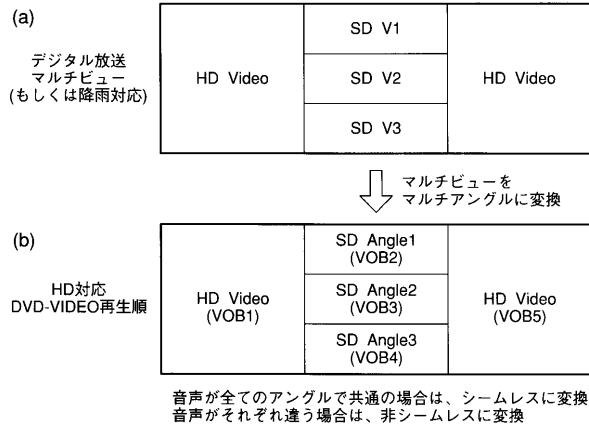 (a)
デジタル放送
マルチビュー
(もしくは降雨対応)
HD Video
SD V1
SD V2
SD V3
HD Video
マルチビューを
マルチアングルに変換
(b)
HD対応
DVD-VIDEO再生順
HD Video
(VOB1)
SD Angle1
(VOB2)
SD Angle2
(VOB3)
SD Angle3
(VOB4)
HD Video
(VOB5)
音声が全てのアングルで共通の場合は、シームレスに変換
音声がそれぞれ違う場合は、非シームレスに変換